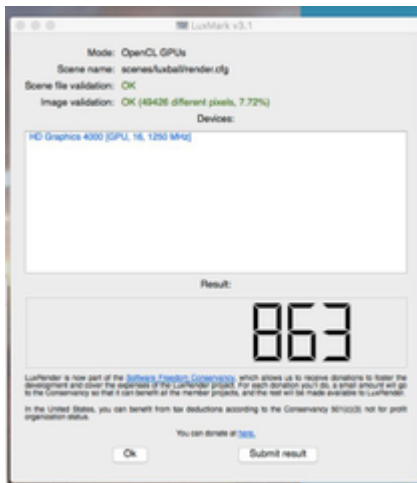 LuxMark v3.1
Mode: OpenCL GPUs
Scene name: scenes/luxball/render.cfg
Scene file validation: OK
Image validation: OK (49426 different pixels, 7.72%)
Devices:
HD Graphics 4000 [GPU, 16, 1250 MHz]
Result:
863
LuxRender is now part of the Software Freedom Conservancy, which allows us to receive donations to foster the
development and cover the expenses of the LuxRender project. For each donation you'll do, a small amount will go
to the Conservancy so that it can benefit all the member projects, and the rest will be made available to LuxRender.
In the United States, you can benefit from tax deductions according to the Conservancy 501(c)(3) not for profit
organization status.
You can donate at here.
Ok
Submit result